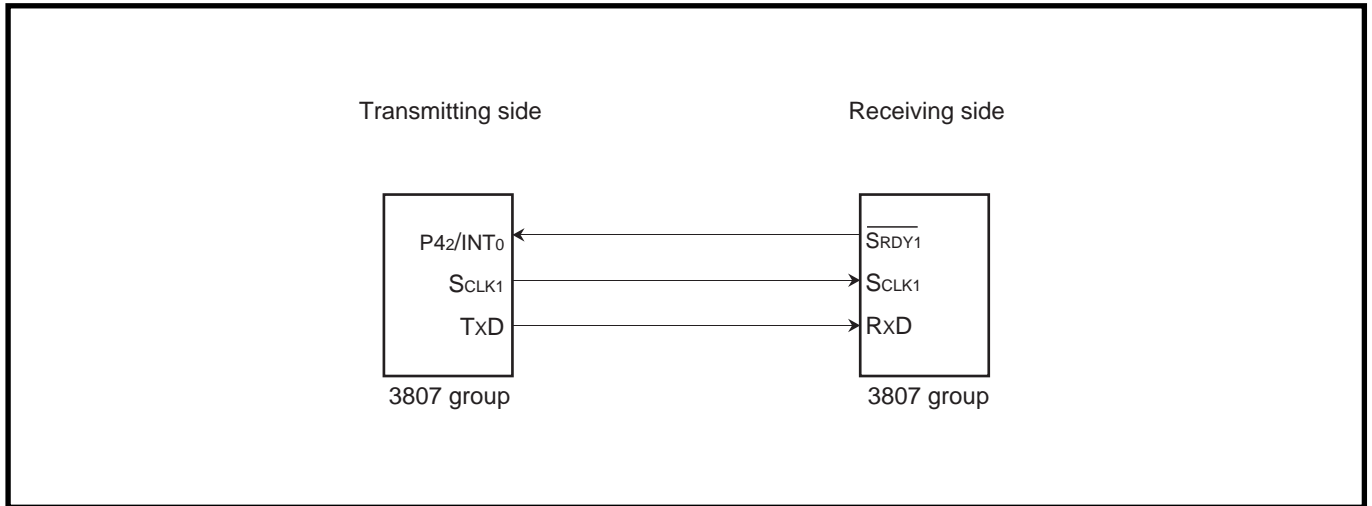 Transmitting side Receiving side
P42/INT0 SRDY1
SCLK1 SCLK1
TXD RXD
3807 group 3807 group